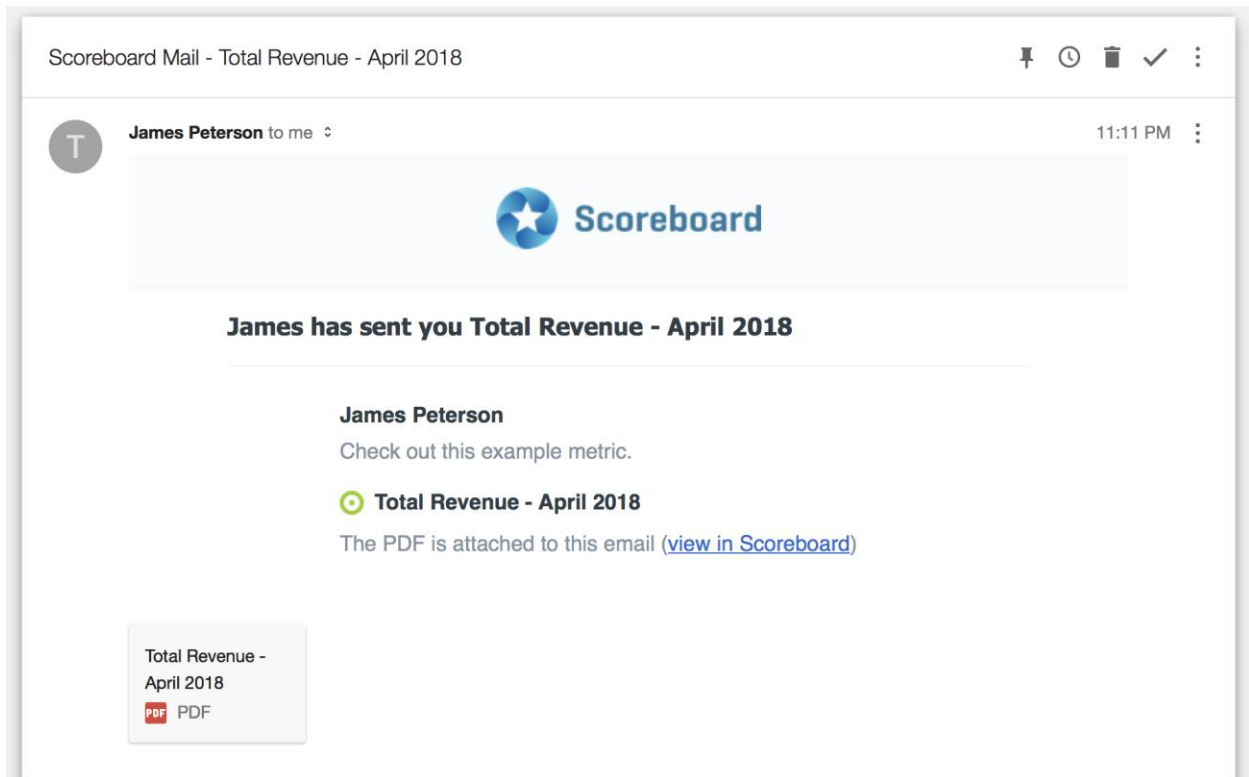 Scoreboard Mail - Total Revenue - April 2018
T
James Peterson to me
11:11 PM
Scoreboard
James has sent you Total Revenue - April 2018
James Peterson
Check out this example metric.
Total Revenue - April 2018
The PDF is attached to this email (view in Scoreboard)
Total Revenue -
April 2018
PDF PDF